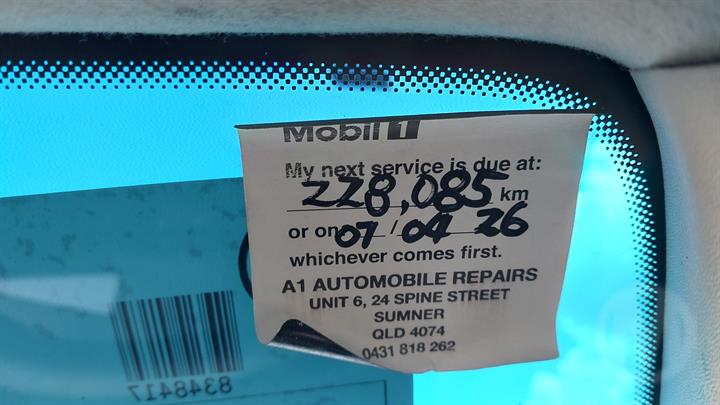 Mobil 1
My next service is due at:
228,085 km
or on 07/04 26
whichever comes first.
A1 AUTOMOBILE REPAIRS
UNIT 6, 24 SPINE STREET
SUMNER
QLD 4074
0431 818 262
8348417